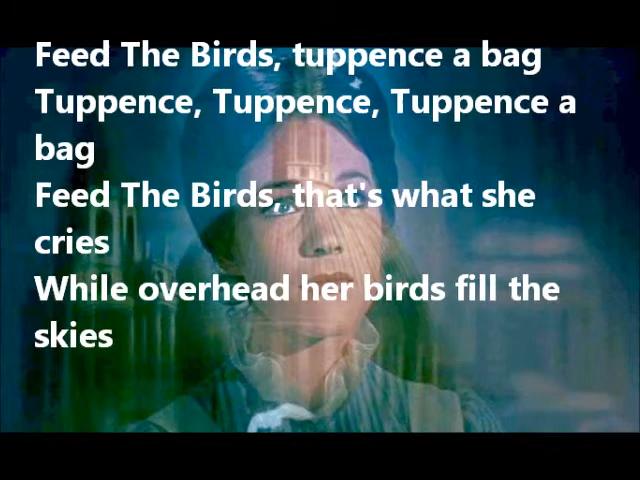 Feed The Birds, tuppence a bag
Tuppence, Tuppence, Tuppence a
bag
Feed The Birds, that's what she
cries
While overhead her birds fill the
skies